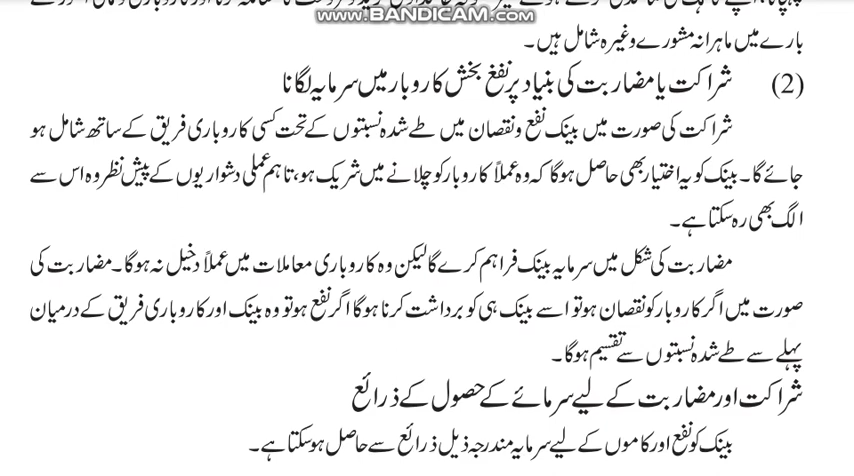 www.BANDICAM.com
بارے میں ماہرانہ مشورے وغیرہ شامل ہیں۔
(2) شراکت یا مضاربت کی بنیاد پر نفع بخش کاروبار میں سرمایہ لگانا
شراکت کی صورت میں بینک نفع ونقصان میں طے شدہ نسبتوں کے تحت کسی کاروباری فریق کے ساتھ شامل ہو
جائے گا۔ بینک کو یہ اختیار بھی حاصل ہوگا کہ وہ عملاً کاروبار کو چلانے میں شریک ہو، تاہم عملی دشواریوں کے پیش نظر وہ اس سے
الگ بھی رہ سکتا ہے۔
مضاربت کی شکل میں سرمایہ بینک فراہم کرے گا لیکن وہ کاروباری معاملات میں عملاً دخیل نہ ہوگا۔ مضاربت کی
صورت میں اگر کاروبار کو نقصان ہو تو اسے بینک ہی کو برداشت کرنا ہوگا اگر نفع ہو تو وہ بینک اور کاروباری فریق کے درمیان
پہلے سے طے شدہ نسبتوں سے تقسیم ہوگا۔
شراکت اور مضاربت کے لیے سرمائے کے حصول کے ذرائع
بینک کو نفع اور کاموں کے لیے سرمایہ مندرجہ ذیل ذرائع سے حاصل ہو سکتا ہے۔